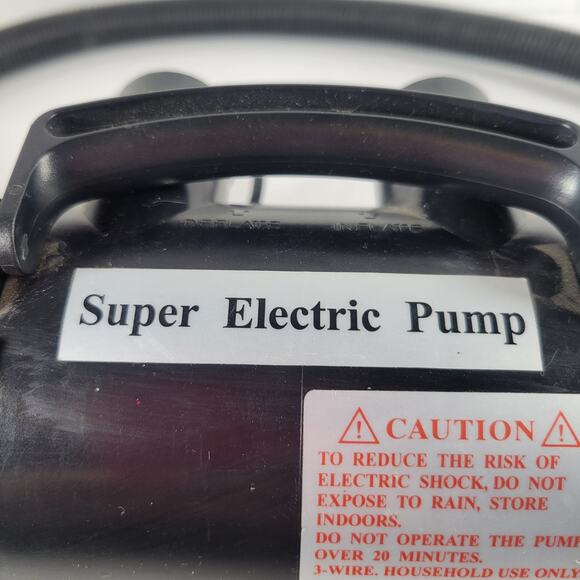 DEFLATE INFLATE
Super Electric Pump
CAUTION
TO REDUCE THE RISK OF
ELECTRIC SHOCK, DO NOT
EXPOSE TO RAIN, STORE
INDOORS.
DO NOT OPERATE THE PUMP
OVER 20 MINUTES.
3-WIRE. HOUSEHOLD USE ONLY